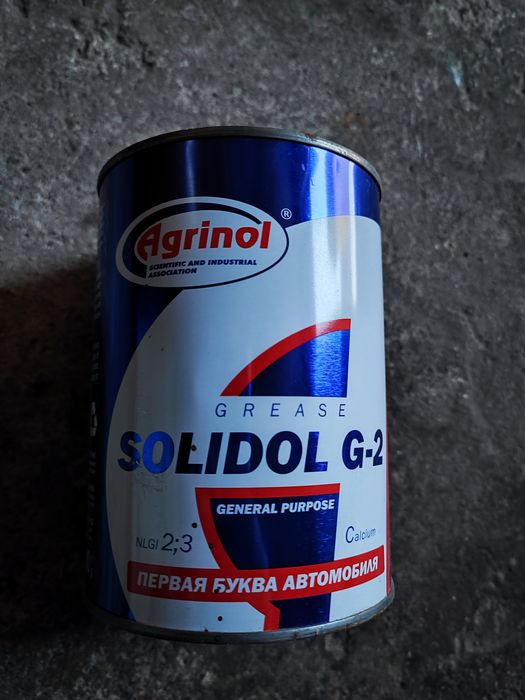 Agrinol ®
SCIENTIFIC AND INDUSTRIAL
ASSOCIATION
GREASE
SOLIDOL G-2
GENERAL PURPOSE
NLGI 2;3
Calcium
ПЕРВАЯ БУКВА АВТОМОБИЛЯ